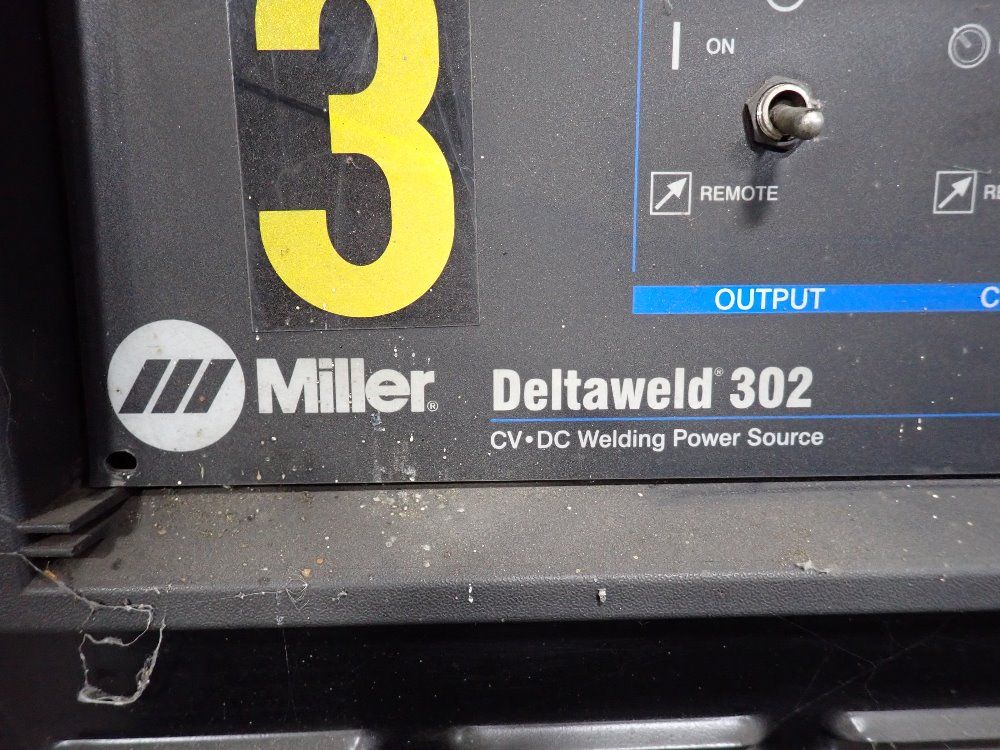 3
ON
REMOTE
OUTPUT
Miller®
Deltaweld® 302
CV•DC Welding Power Source